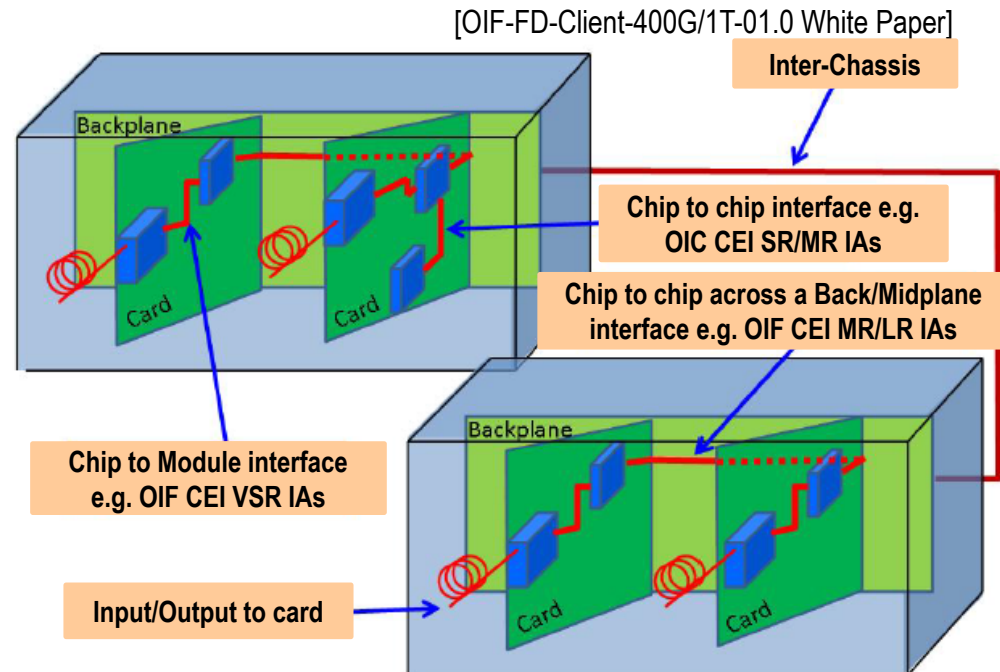 [OIF-FD-Client-400G/1T-01.0 White Paper]
Inter-Chassis
Backplane
Card
Card
Chip to chip interface e.g.
OIC CEI SR/MR IAs
Chip to chip across a Back/Midplane
interface e.g. OIF CEI MR/LR IAs
Chip to Module interface
e.g. OIF CEI VSR IAs
Backplane
Card
Card
Input/Output to card